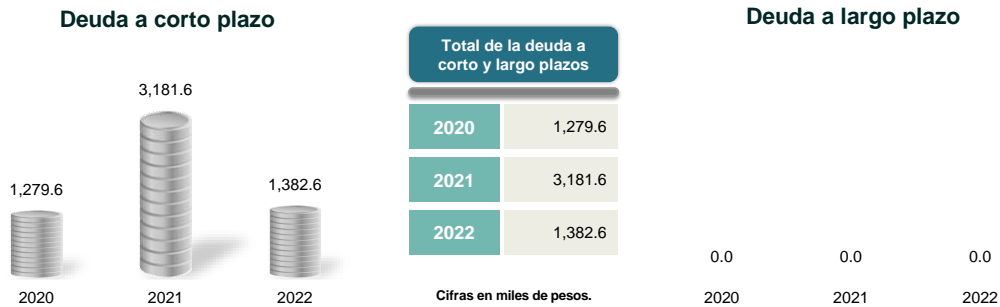 Deuda a corto plazo
3,181.6
1,279.6
1,382.6
2020 2021 2022
Total de la deuda a
corto y largo plazos
2020 1,279.6
2021 3,181.6
2022 1,382.6
Cifras en miles de pesos.
Deuda a largo plazo
0.0 0.0 0.0
2020 2021 2022